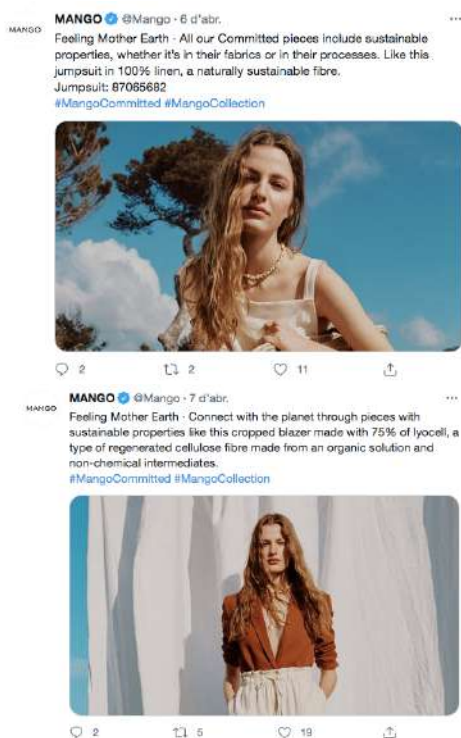 MANGO @Mango · 6 d'abr.
MANGO
Feeling Mother Earth · All our Committed pieces include sustainable
properties, whether it's in their fabrics or in their processes. Like this
jumpsuit in 100% linen, a naturally sustainable fibre.
Jumpsuit: 87065682
#MangoCommitted #MangoCollection
2 2 11
MANGO @Mango · 7 d'abr.
MANGO
Feeling Mother Earth · Connect with the planet through pieces with
sustainable properties like this cropped blazer made with 75% of lyocell, a
type of regenerated cellulose fibre made from an organic solution and
non-chemical intermediates.
#MangoCommitted #MangoCollection
2 5 19